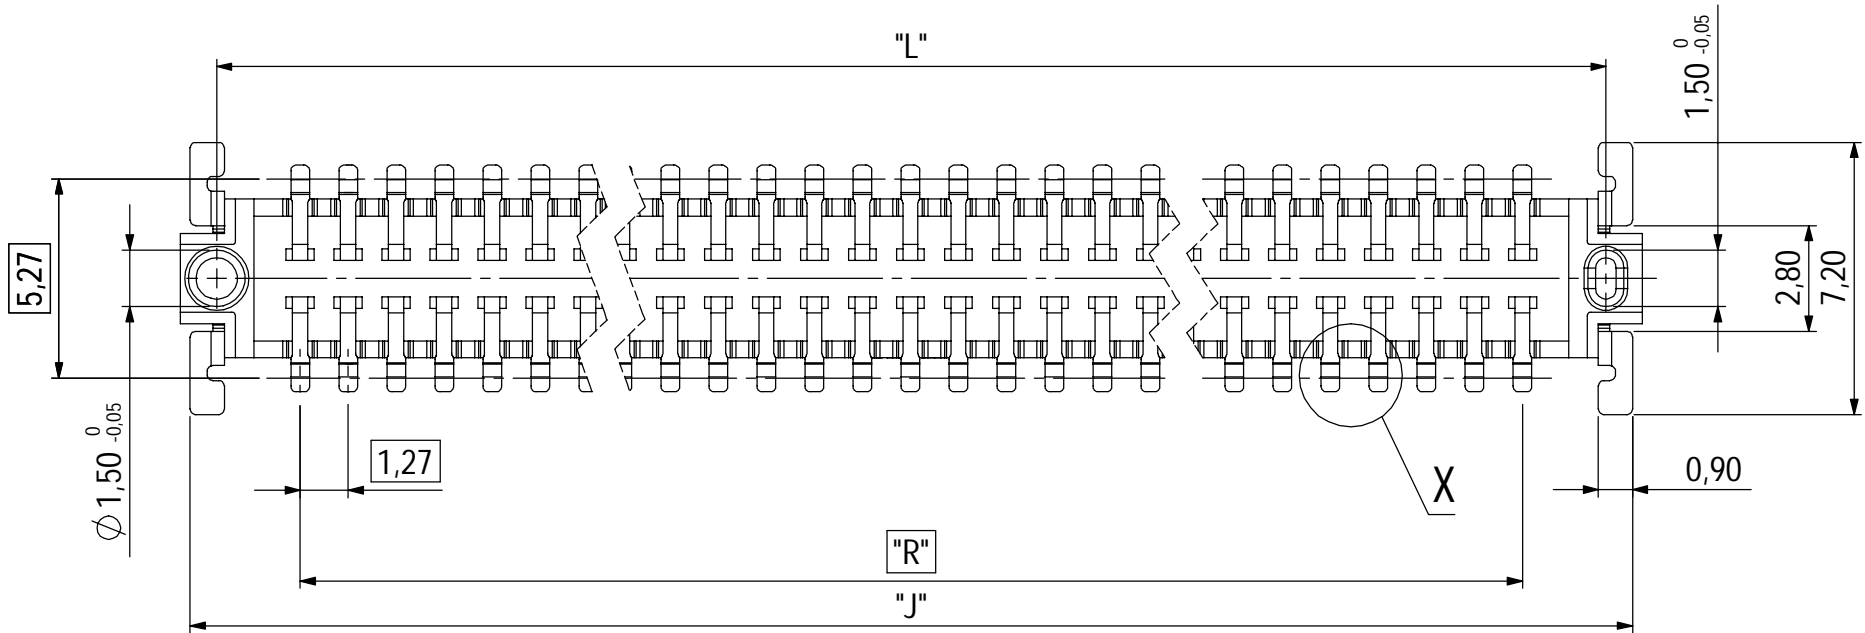 "L"
1,50 0 -0,05
5,27
2,80
7,20
Ø 1,50 0 -0,05
1,27
X
0,90
"R"
"J"